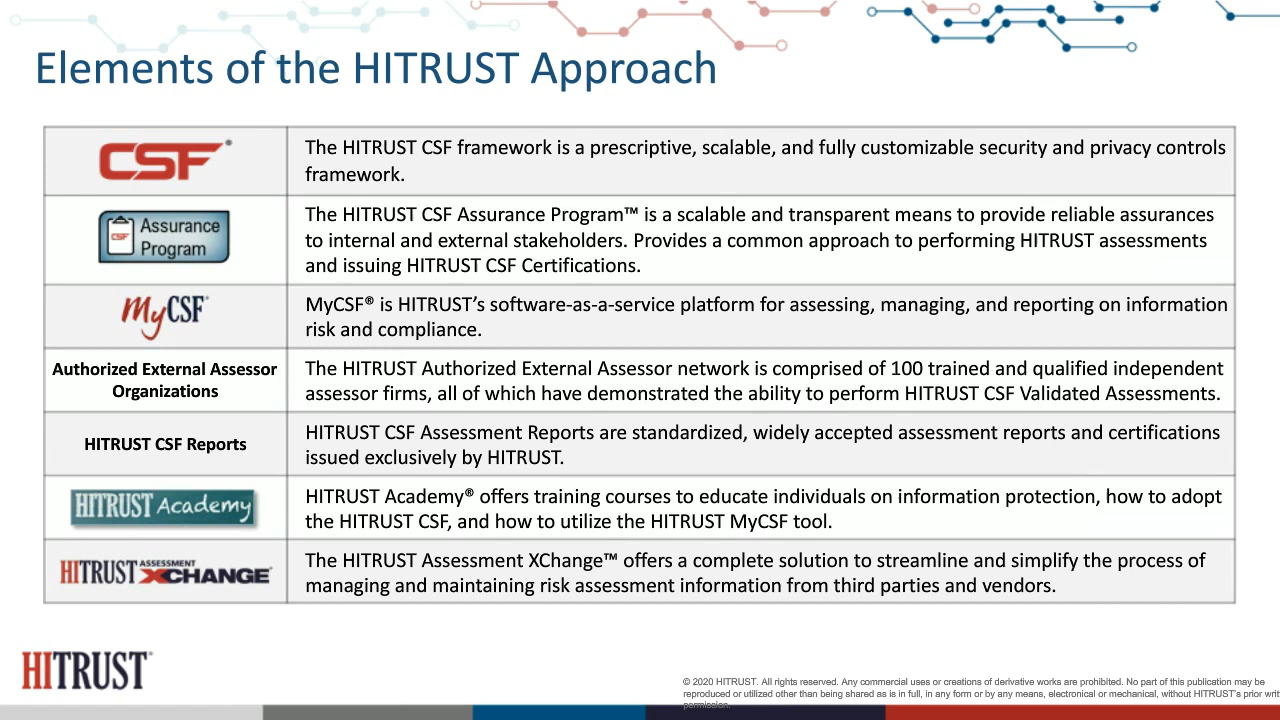 Elements of the HITRUST Approach
CSF®
The HITRUST CSF framework is a prescriptive, scalable, and fully customizable security and privacy controls
framework.
CSF
Assurance
Program
The HITRUST CSF Assurance Program™ is a scalable and transparent means to provide reliable assurances
to internal and external stakeholders. Provides a common approach to performing HITRUST assessments
and issuing HITRUST CSF Certifications.
MyCSF®
MyCSF® is HITRUST’s software-as-a-service platform for assessing, managing, and reporting on information
risk and compliance.
Authorized External Assessor
Organizations
The HITRUST Authorized External Assessor network is comprised of 100 trained and qualified independent
assessor firms, all of which have demonstrated the ability to perform HITRUST CSF Validated Assessments.
HITRUST CSF Reports
HITRUST CSF Assessment Reports are standardized, widely accepted assessment reports and certifications
issued exclusively by HITRUST.
HITRUST Academy
HITRUST Academy® offers training courses to educate individuals on information protection, how to adopt
the HITRUST CSF, and how to utilize the HITRUST MyCSF tool.
HITRUST ASSESSMENT
XCHANGE
The HITRUST Assessment XChange™ offers a complete solution to streamline and simplify the process of
managing and maintaining risk assessment information from third parties and vendors.
HITRUST®
© 2020 HITRUST. All rights reserved. Any commercial uses or creations of derivative works are prohibited. No part of this publication may be
reproduced or utilized other than being shared as is in full, in any form or by any means, electronical or mechanical, without HITRUST’s prior writ
permission.